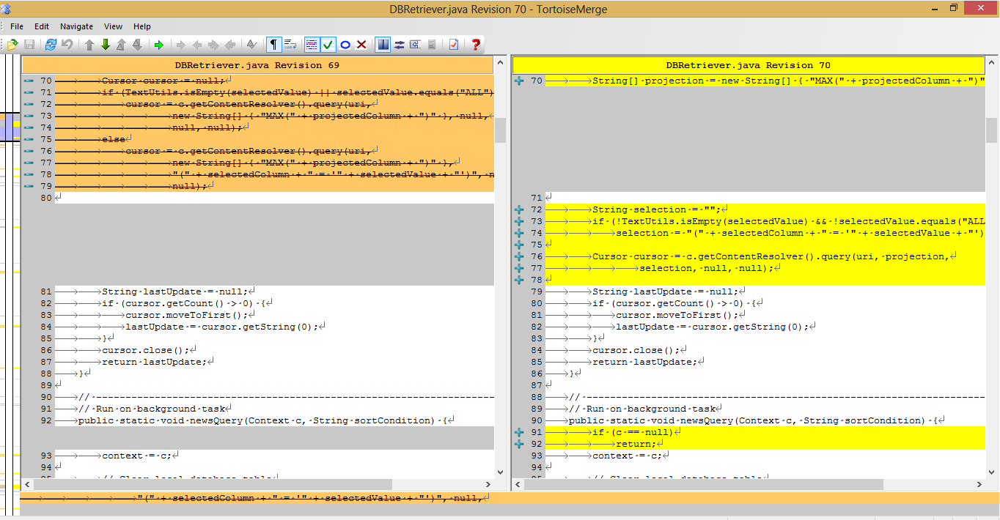 DBRetriever.java Revision 70 - TortoiseMerge
File Edit Navigate View Help
DBRetriever.java Revision 69
70 Cursor cursor = null;
71 if (TextUtils.isEmpty(selectedValue) || selectedValue.equals("ALL")
72 cursor = c.getContentResolver().query(uri,
73 new String[] { "MAX(" + projectedColumn + ")" }, null,
74 null, null);
75 else
76 cursor = c.getContentResolver().query(uri,
77 new String[] { "MAX(" + projectedColumn + ")" },
78 "(" + selectedColumn + " = '" + selectedValue + "')", n
79 null);
80
81 String lastUpdate = null;
82 if (cursor.getCount() > 0) {
83 cursor.moveToFirst();
84 lastUpdate = cursor.getString(0);
85 }
86 cursor.close();
87 return lastUpdate;
88 }
89
90 // --------------------------------------------------------------------
91 // Run on background task
92 public static void newsQuery(Context c, String sortCondition) {
93 context = c;
94
95 // Clear local database table
DBRetriever.java Revision 70
70 String[] projection = new String[] { "MAX(" + projectedColumn + ")"
71
72 String selection = "";
73 if (!TextUtils.isEmpty(selectedValue) && !selectedValue.equals("ALL
74 selection = "(" + selectedColumn + " = '" + selectedValue + "')
75
76 Cursor cursor = c.getContentResolver().query(uri, projection,
77 selection, null, null);
78
79 String lastUpdate = null;
80 if (cursor.getCount() > 0) {
81 cursor.moveToFirst();
82 lastUpdate = cursor.getString(0);
83 }
84 cursor.close();
85 return lastUpdate;
86 }
87
88 // --------------------------------------------------------------------
89 // Run on background task
90 public static void newsQuery(Context c, String sortCondition) {
91 if (c == null)
92 return;
93 context = c;
94
95 // Clear local database table
"(" + selectedColumn + " = '" + selectedValue + "')", null,